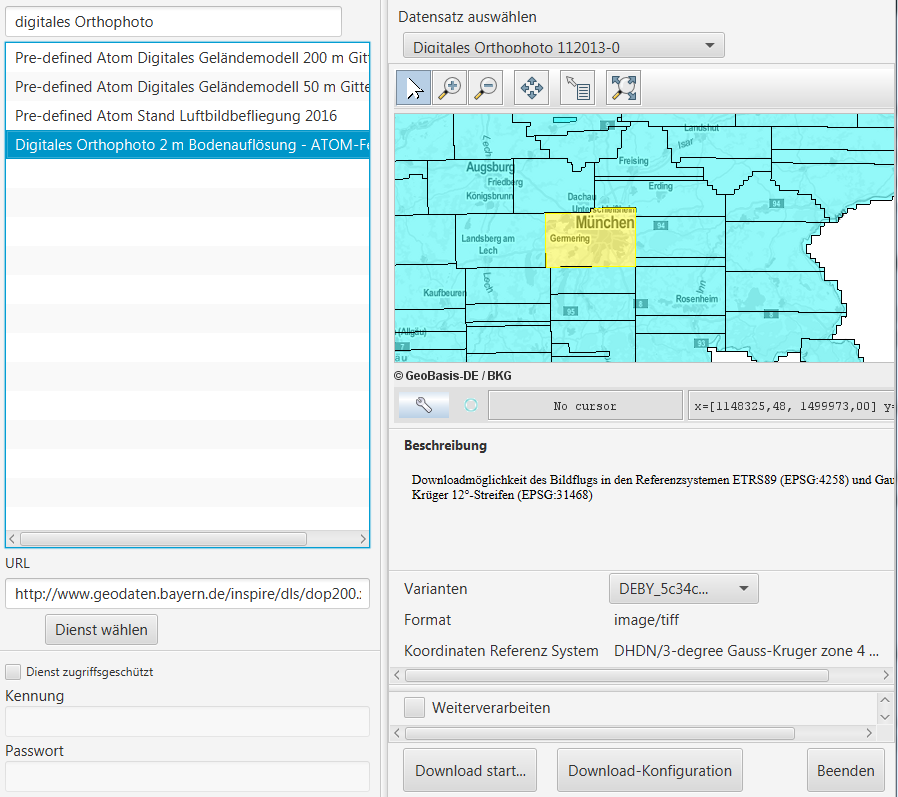 digitales Orthophoto
Pre-defined Atom Digitales Geländemodell 200 m Gitt
Pre-defined Atom Digitales Geländemodell 50 m Gitte
Pre-defined Atom Stand Luftbildbefliegung 2016
Digitales Orthophoto 2 m Bodenauflösung - ATOM-Fe
URL
http://www.geodaten.bayern.de/inspire/dls/dop200.
Dienst wählen
Dienst zugriffsgeschützt
Kennung
Passwort
Datensatz auswählen
Digitales Orthophoto 112013-0
Landshut
Isar
Lech
Freising
Augsburg
Friedberg
Königsbrunn
Erding
Dachau
Unterschleißheim
94
München
94
Germering
Landsberg am
Lech
Lech
Inn
Kaufbeuren
Rosenheim
8
95
8
(Allgäu)
7
93
äu
© GeoBasis-DE / BKG
No cursor
x=[1148325,48, 1499973,00] y=
Beschreibung
Downloadmöglichkeit des Bildflugs in den Referenzsystemen ETRS89 (EPSG:4258) und Gau
Krüger 12°-Streifen (EPSG:31468)
Varianten
DEBY_5c34c...
Format
image/tiff
Koordinaten Referenz System
DHDN/3-degree Gauss-Kruger zone 4 ...
Weiterverarbeiten
Download start...
Download-Konfiguration
Beenden